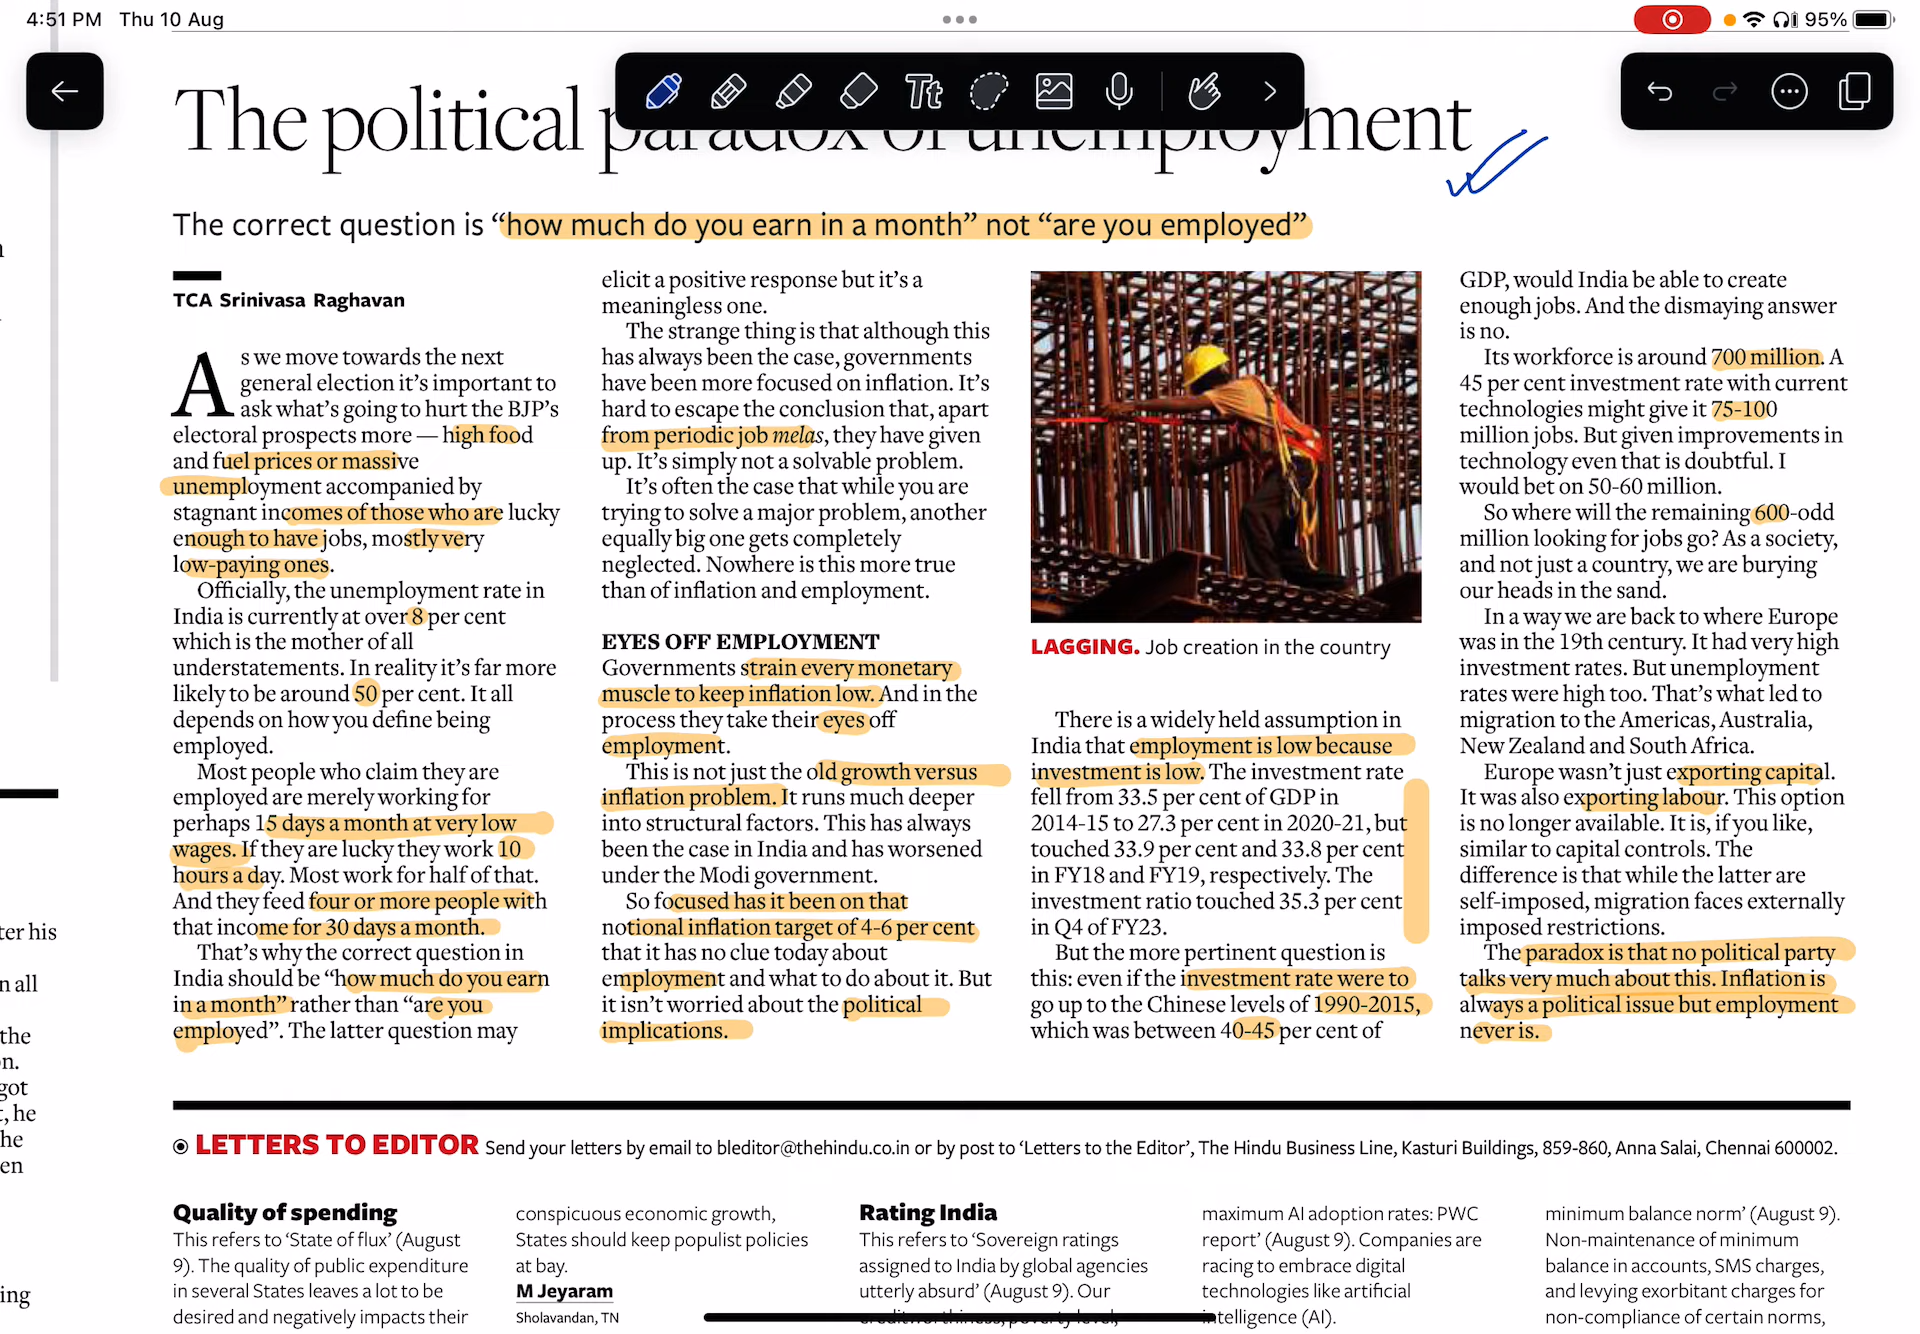 4:51 PM Thu 10 Aug
95%
Tt
The political paradox of unemployment
The correct question is “how much do you earn in a month” not “are you employed”
TCA Srinivasa Raghavan
As we move towards the next
general election it’s important to
ask what’s going to hurt the BJP’s
electoral prospects more — high food
and fuel prices or massive
unemployment accompanied by
stagnant incomes of those who are lucky
enough to have jobs, mostly very
low-paying ones.
Officially, the unemployment rate in
India is currently at over 8 per cent
which is the mother of all
understatements. In reality it’s far more
likely to be around 50 per cent. It all
depends on how you define being
employed.
Most people who claim they are
employed are merely working for
perhaps 15 days a month at very low
wages. If they are lucky they work 10
hours a day. Most work for half of that.
And they feed four or more people with
that income for 30 days a month.
That’s why the correct question in
India should be “how much do you earn
in a month” rather than “are you
employed”. The latter question may
elicit a positive response but it’s a
meaningless one.
The strange thing is that although this
has always been the case, governments
have been more focused on inflation. It’s
hard to escape the conclusion that, apart
from periodic job melas, they have given
up. It’s simply not a solvable problem.
It’s often the case that while you are
trying to solve a major problem, another
equally big one gets completely
neglected. Nowhere is this more true
than of inflation and employment.
EYES OFF EMPLOYMENT
Governments strain every monetary
muscle to keep inflation low. And in the
process they take their eyes off
employment.
This is not just the old growth versus
inflation problem. It runs much deeper
into structural factors. This has always
been the case in India and has worsened
under the Modi government.
So focused has it been on that
notional inflation target of 4-6 per cent
that it has no clue today about
employment and what to do about it. But
it isn’t worried about the political
implications.
LAGGING. Job creation in the country
There is a widely held assumption in
India that employment is low because
investment is low. The investment rate
fell from 33.5 per cent of GDP in
2014-15 to 27.3 per cent in 2020-21, but
touched 33.9 per cent and 33.8 per cent
in FY18 and FY19, respectively. The
investment ratio touched 35.3 per cent
in Q4 of FY23.
But the more pertinent question is
this: even if the investment rate were to
go up to the Chinese levels of 1990-2015,
which was between 40-45 per cent of
GDP, would India be able to create
enough jobs. And the dismaying answer
is no.
Its workforce is around 700 million. A
45 per cent investment rate with current
technologies might give it 75-100
million jobs. But given improvements in
technology even that is doubtful. I
would bet on 50-60 million.
So where will the remaining 600-odd
million looking for jobs go? As a society,
and not just a country, we are burying
our heads in the sand.
In a way we are back to where Europe
was in the 19th century. It had very high
investment rates. But unemployment
rates were high too. That’s what led to
migration to the Americas, Australia,
New Zealand and South Africa.
Europe wasn’t just exporting capital.
It was also exporting labour. This option
is no longer available. It is, if you like,
similar to capital controls. The
difference is that while the latter are
self-imposed, migration faces externally
imposed restrictions.
The paradox is that no political party
talks very much about this. Inflation is
always a political issue but employment
never is.
ter his
n all
the
on.
got
t, he
he
en
ing
LETTERS TO EDITOR Send your letters by email to bleditor@thehindu.co.in or by post to ‘Letters to the Editor’, The Hindu Business Line, Kasturi Buildings, 859-860, Anna Salai, Chennai 600002.
Quality of spending
This refers to ‘State of flux’ (August
9). The quality of public expenditure
in several States leaves a lot to be
desired and negatively impacts their
conspicuous economic growth,
States should keep populist policies
at bay.
M Jeyaram
Sholavandan, TN
Rating India
This refers to ‘Sovereign ratings
assigned to India by global agencies
utterly absurd’ (August 9). Our
creditworthiness, poverty level,
maximum AI adoption rates: PWC
report’ (August 9). Companies are
racing to embrace digital
technologies like artificial
intelligence (AI).
minimum balance norm’ (August 9).
Non-maintenance of minimum
balance in accounts, SMS charges,
and levying exorbitant charges for
non-compliance of certain norms,